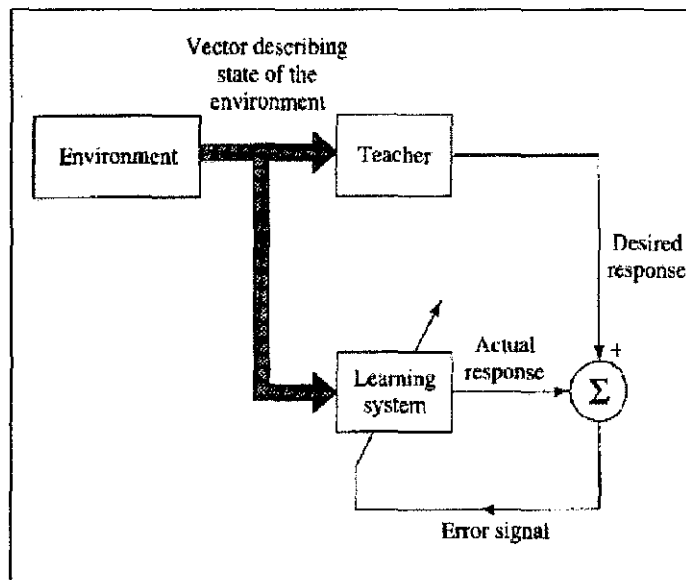 Vector describing
state of the
environment
Environment
Teacher
Desired
response
+
Actual
response
Learning
system
Σ
Error signal